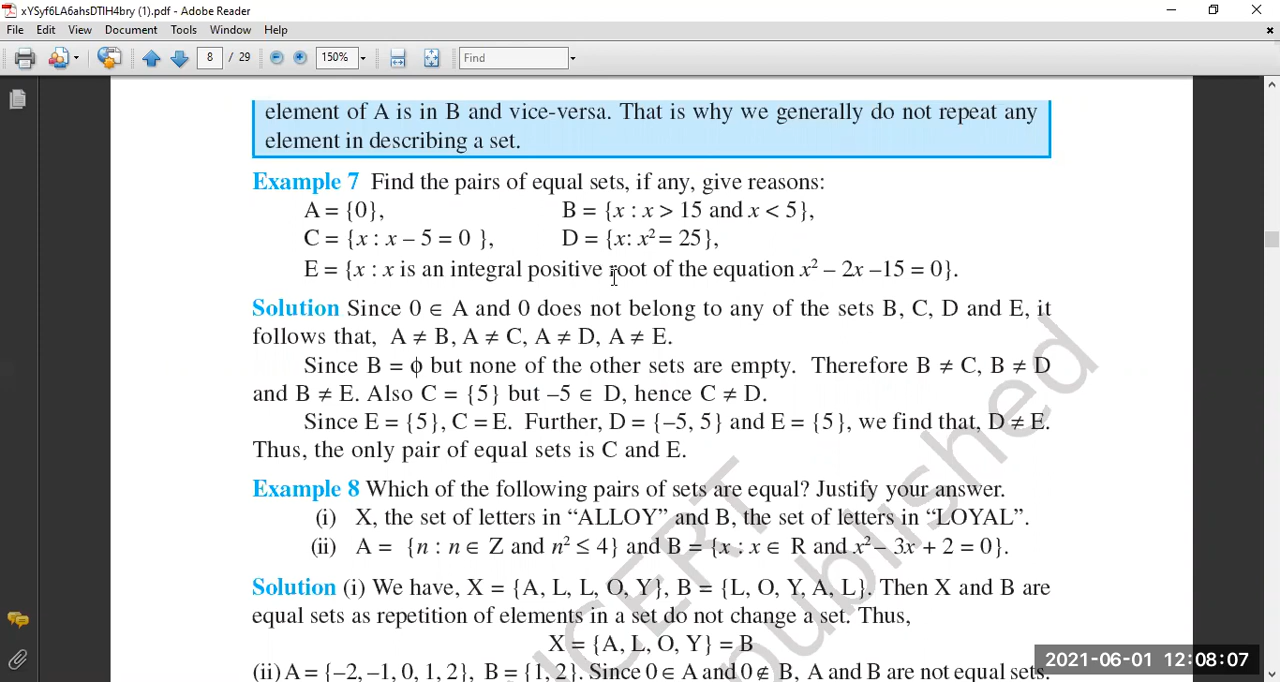 xYSyf6LA6ahsDTlH4bry (1).pdf - Adobe Reader
File Edit View Document Tools Window Help
8 / 29 150% Find
element of A is in B and vice-versa. That is why we generally do not repeat any
element in describing a set.
Example 7 Find the pairs of equal sets, if any, give reasons:
A = {0}, B = {x : x > 15 and x < 5},
C = {x : x – 5 = 0 }, D = {x: x² = 25},
E = {x : x is an integral positive root of the equation x² – 2x –15 = 0}.
Solution Since 0 ∈ A and 0 does not belong to any of the sets B, C, D and E, it
follows that, A ≠ B, A ≠ C, A ≠ D, A ≠ E.
Since B = ϕ but none of the other sets are empty. Therefore B ≠ C, B ≠ D
and B ≠ E. Also C = {5} but –5 ∈ D, hence C ≠ D.
Since E = {5}, C = E. Further, D = {–5, 5} and E = {5}, we find that, D ≠ E.
Thus, the only pair of equal sets is C and E.
Example 8 Which of the following pairs of sets are equal? Justify your answer.
(i) X, the set of letters in “ALLOY” and B, the set of letters in “LOYAL”.
(ii) A = {n : n ∈ Z and n² ≤ 4} and B = {x : x ∈ R and x² – 3x + 2 = 0}.
Solution (i) We have, X = {A, L, L, O, Y}, B = {L, O, Y, A, L}. Then X and B are
equal sets as repetition of elements in a set do not change a set. Thus,
X = {A, L, O, Y} = B
(ii) A = {–2, –1, 0, 1, 2}, B = {1, 2}. Since 0 ∈ A and 0 ∉ B, A and B are not equal sets.
published
2021-06-01 12:08:07